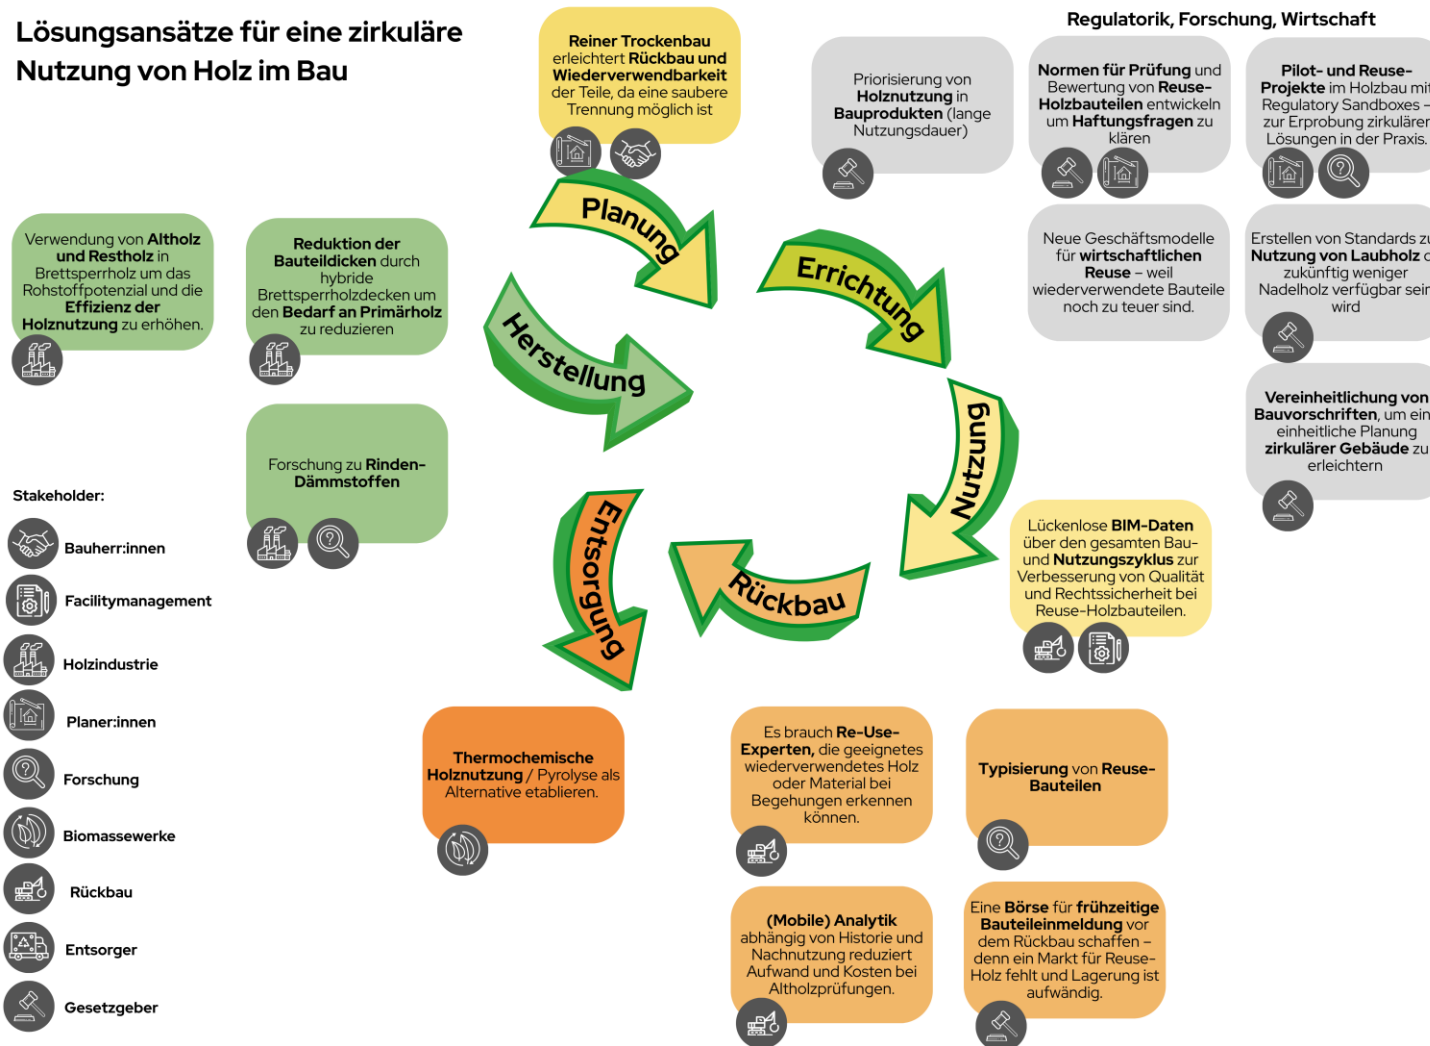 Lösungsansätze für eine zirkuläre
Nutzung von Holz im Bau
Reiner Trockenbau
erleichtert Rückbau und
Wiederverwendbarkeit
der Teile, da eine saubere
Trennung möglich ist
Regulatorik, Forschung, Wirtschaft
Priorisierung von
Holznutzung in
Bauprodukten (lange
Nutzungsdauer)
Normen für Prüfung und
Bewertung von Reuse-
Holzbauteilen entwickeln
um Haftungsfragen zu
klären
Pilot- und Reuse-
Projekte im Holzbau mit
Regulatory Sandboxes –
zur Erprobung zirkulärer
Lösungen in der Praxis.
Neue Geschäftsmodelle
für wirtschaftlichen
Reuse – weil
wiederverwendete Bauteile
noch zu teuer sind.
Erstellen von Standards
Nutzung von Laubholz
zukünftig weniger
Nadelholz verfügbar sein
wird
Vereinheitlichung von
Bauvorschriften, um
einheitliche Planung
zirkulärer Gebäude zu
erleichtern
Verwendung von Altholz
und Restholz in
Brettsperrholz um das
Rohstoffpotenzial und die
Effizienz der
Holznutzung zu erhöhen.
Reduktion der
Bauteildicken durch
hybride
Brettsperrholzdecken um
den Bedarf an Primärholz
zu reduzieren
Forschung zu Rinden-
Dämmstoffen
Planung
Errichtung
Herstellung
Nutzung
Rückbau
Entsorgung
Lückenlose BIM-Daten
über den gesamten Bau-
und Nutzungszyklus zur
Verbesserung von Qualität
und Rechtssicherheit bei
Reuse-Holzbauteilen.
Stakeholder:
Bauherr:innen
Facilitymanagement
Holzindustrie
Planer:innen
Forschung
Biomassewerke
Rückbau
Entsorger
Gesetzgeber
Thermochemische
Holznutzung / Pyrolyse als
Alternative etablieren.
Es brauch Re-Use-
Experten, die geeignetes
wiederverwendetes Holz
oder Material bei
Begehungen erkennen
können.
Typisierung von Reuse-
Bauteilen
(Mobile) Analytik
abhängig von Historie und
Nachnutzung reduziert
Aufwand und Kosten bei
Altholzprüfungen.
Eine Börse für frühzeitige
Bauteileinmeldung vor
dem Rückbau schaffen –
denn ein Markt für Reuse-
Holz fehlt und Lagerung ist
aufwändig.